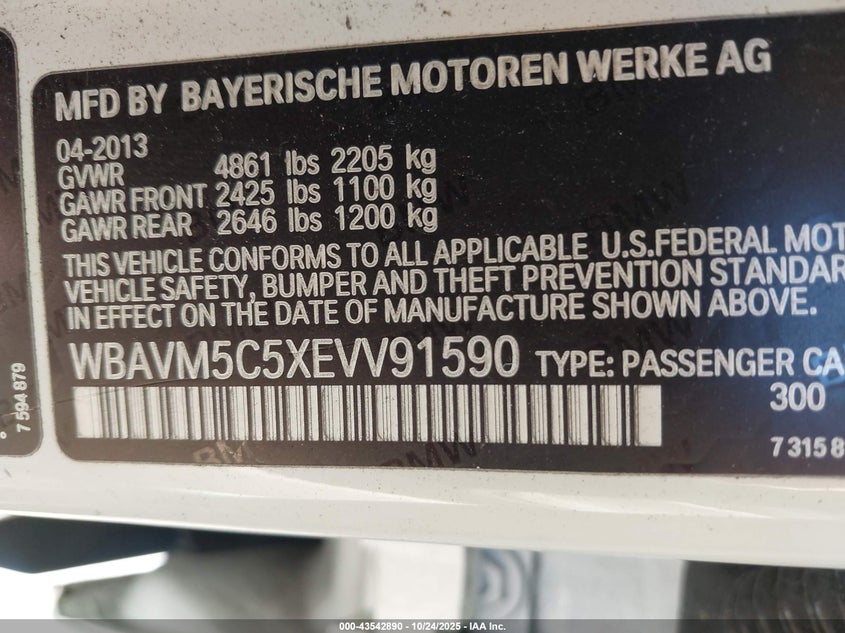 MFD BY BAYERISCHE MOTOREN WERKE AG
04-2013
GVWR 4861 lbs 2205 kg
GAWR FRONT 2425 lbs 1100 kg
GAWR REAR 2646 lbs 1200 kg
THIS VEHICLE CONFORMS TO ALL APPLICABLE U.S.FEDERAL MOT
VEHICLE SAFETY, BUMPER AND THEFT PREVENTION STANDAR
IN EFFECT ON THE DATE OF MANUFACTURE SHOWN ABOVE.
WBAVM5C5XEVV91590 TYPE: PASSENGER CA
300
7 315 8
7 594 879
000-43542890 - 10/24/2025 - IAA Inc.